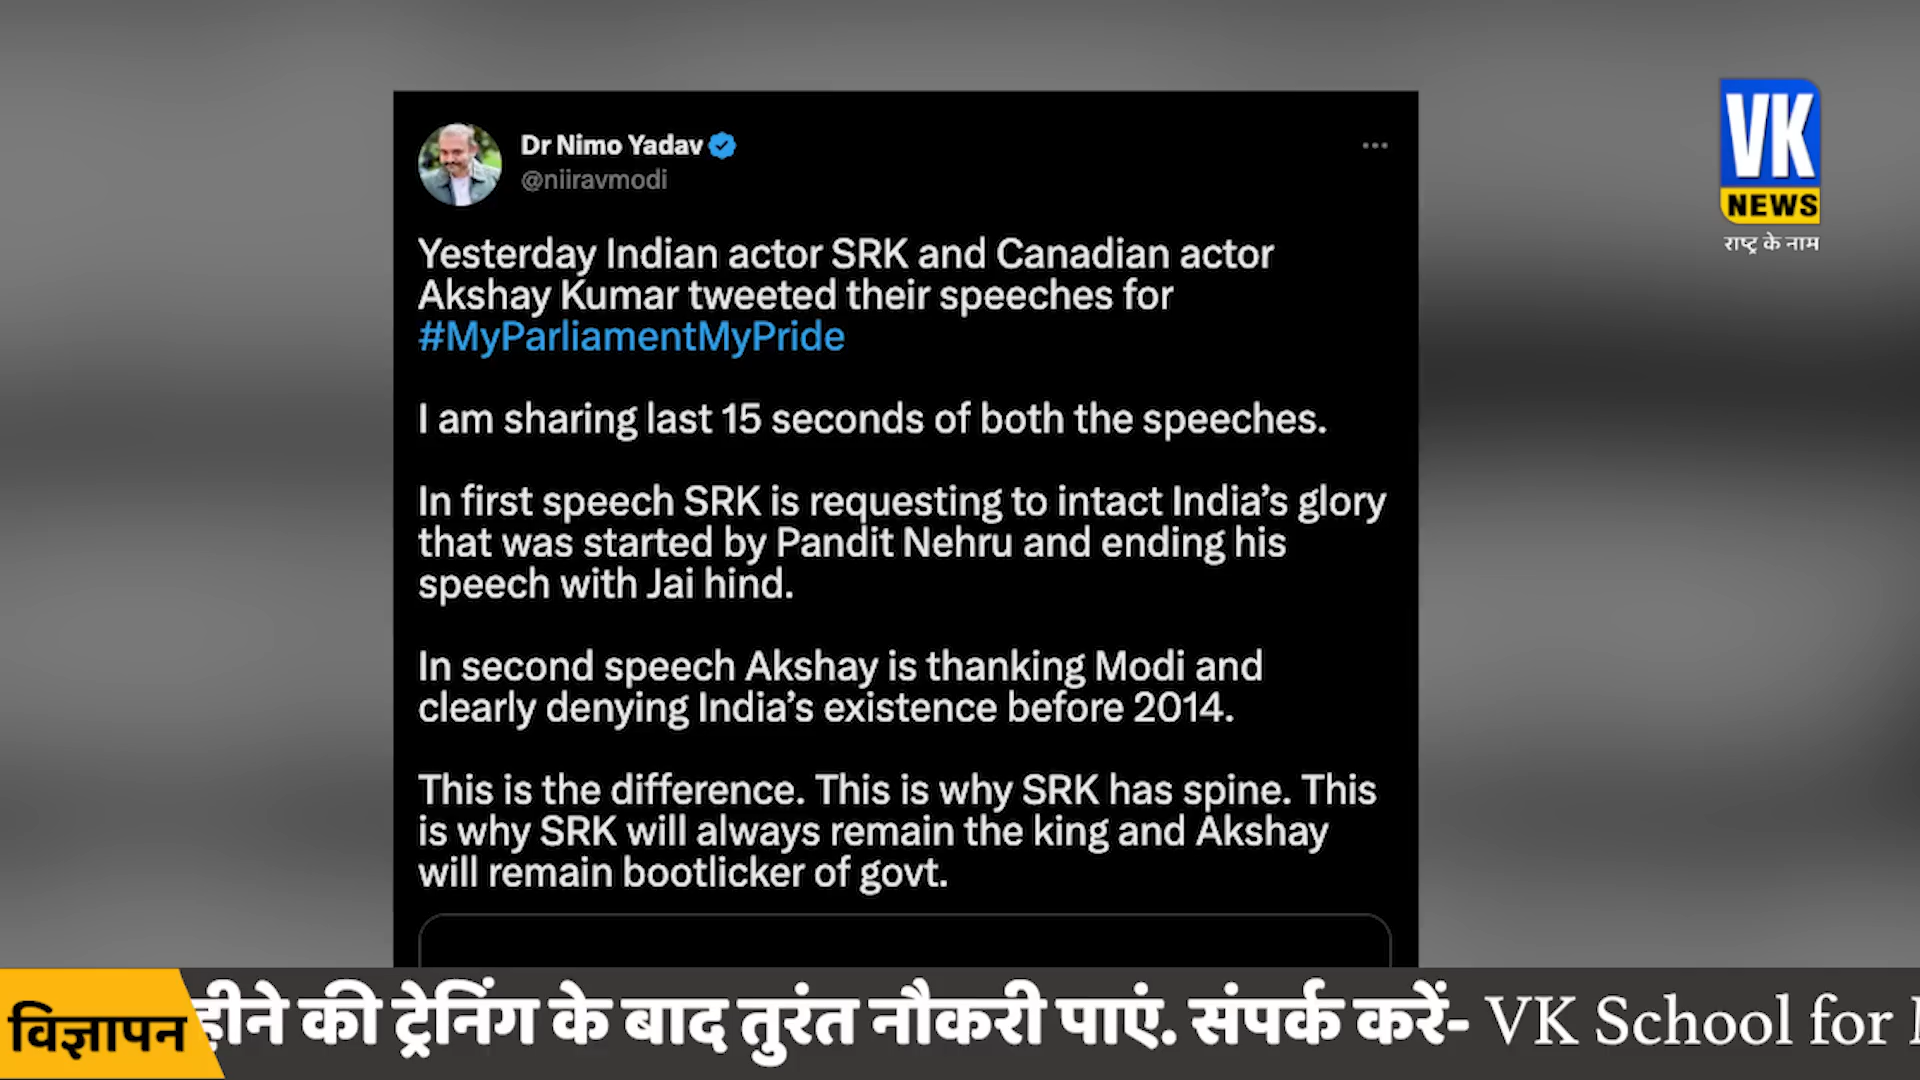 Dr Nimo Yadav
@niiravmodi
VK
NEWS
राष्ट्र के नाम
Yesterday Indian actor SRK and Canadian actor
Akshay Kumar tweeted their speeches for
#MyParliamentMyPride
I am sharing last 15 seconds of both the speeches.
In first speech SRK is requesting to intact India’s glory
that was started by Pandit Nehru and ending his
speech with Jai hind.
In second speech Akshay is thanking Modi and
clearly denying India’s existence before 2014.
This is the difference. This is why SRK has spine. This
is why SRK will always remain the king and Akshay
will remain bootlicker of govt.
विज्ञापन
की ट्रेनिंग के बाद तुरंत नौकरी पाएं. संपर्क करें- VK School for